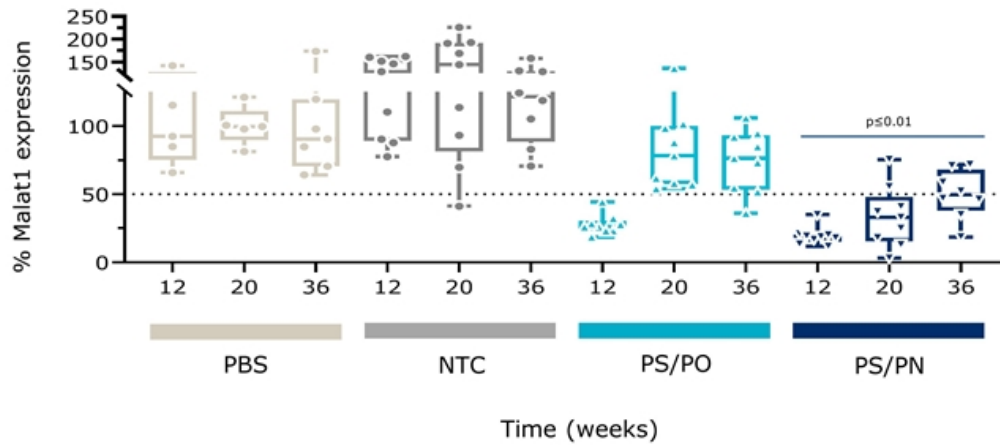 % Malat1 expression
250
200
150
100
50
0
p≤0.01
12 20 36 12 20 36 12 20 36 12 20 36
PBS NTC PS/PO PS/PN
Time (weeks)